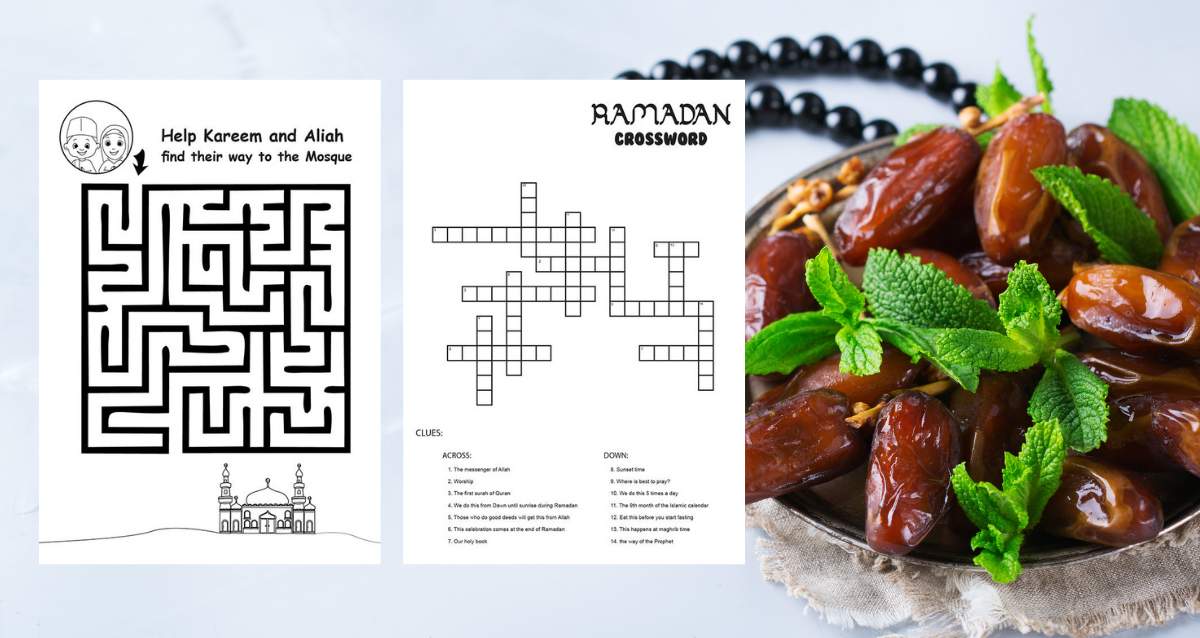 Help Kareem and Aliah
find their way to the Mosque
RAMADAN
CROSSWORD
CLUES:
ACROSS:
1. The messenger of Allah
2. Worship
3. The first surah of Quran
4. We do this from Dawn until sunrise during Ramadan
5. Those who do good deeds will get this from Allah
6. This celebration comes at the end of Ramadan
7. Our holy book
DOWN:
8. Sunset time
9. Where is best to pray?
10. We do this 5 times a day
11. The 9th month of the Islamic calendar
12. Eat this before you start fasting
13. This happens at maghrib time
14. the way of the Prophet